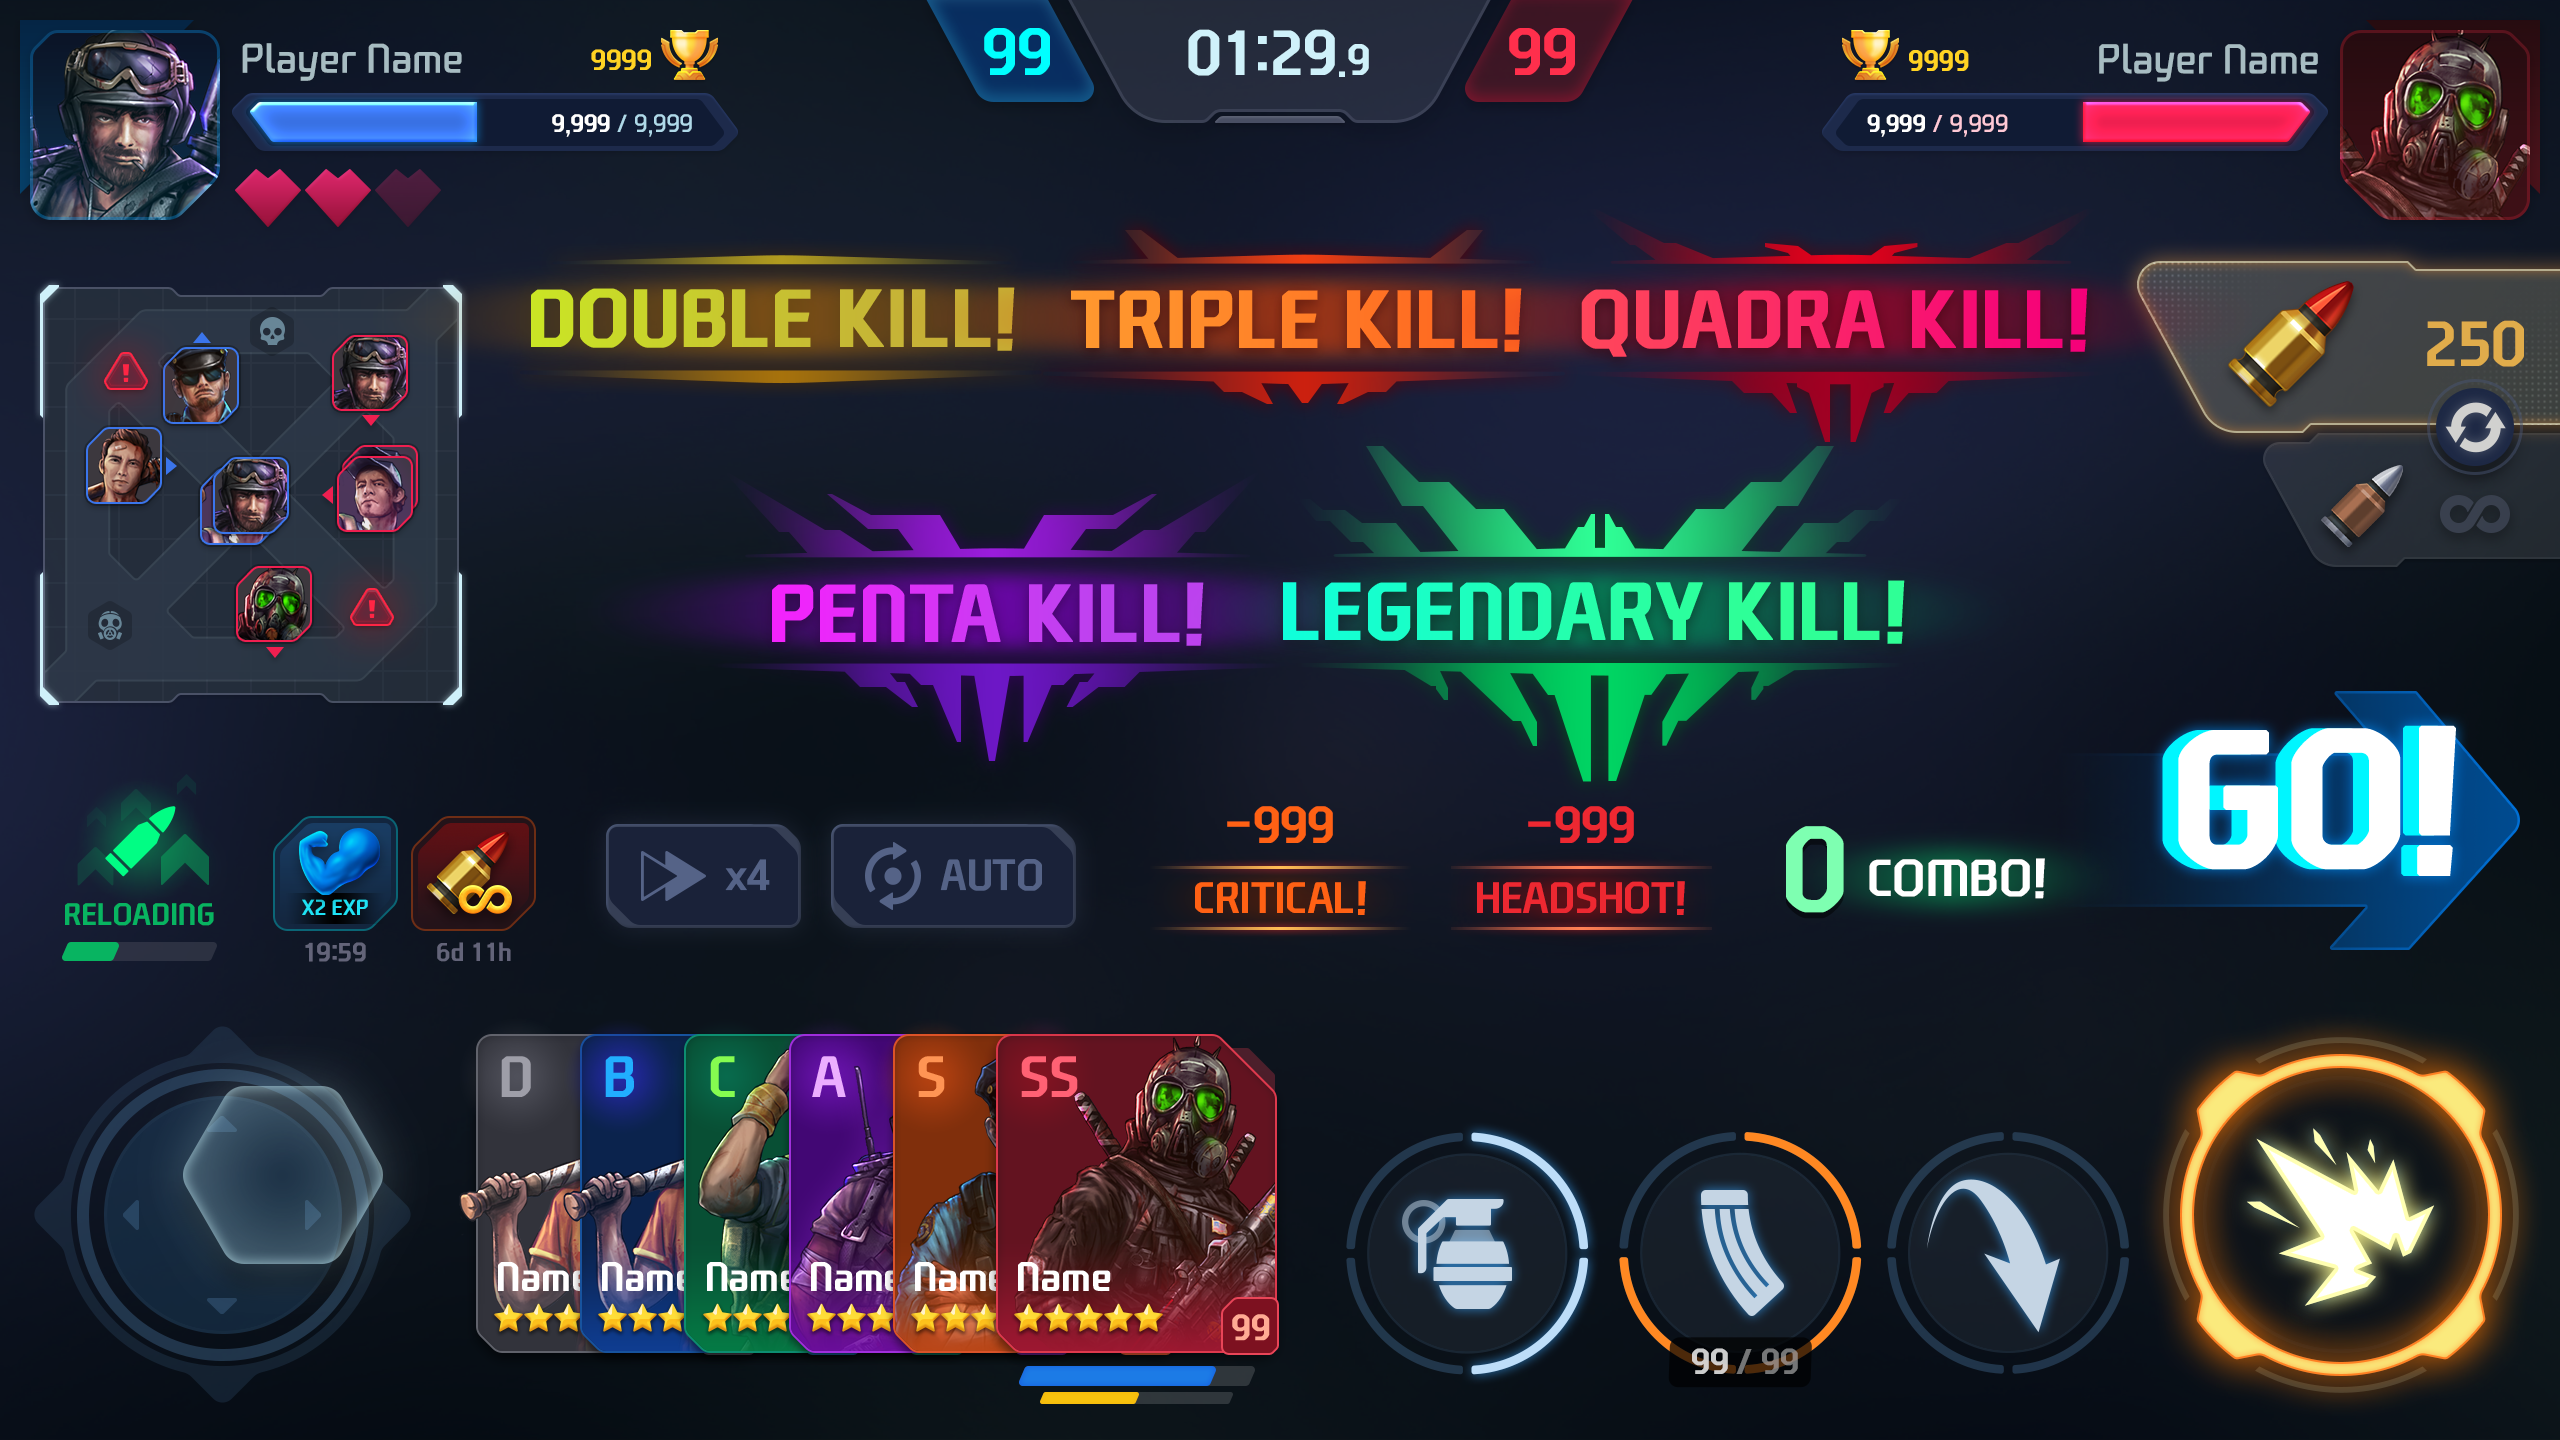 Player Name
9999
9,999 / 9,999
99
01:29.9
99
9999
Player Name
9,999 / 9,999
DOUBLE KILL!
TRIPLE KILL!
QUADRA KILL!
250
PENTA KILL!
LEGENDARY KILL!
GO!
RELOADING
X2 EXP
19:59
6d 11h
x4
AUTO
-999
CRITICAL!
-999
HEADSHOT!
0 COMBO!
D
B
C
A
S
SS
Name
Name
Name
Name
Name
Name
99
99 / 99